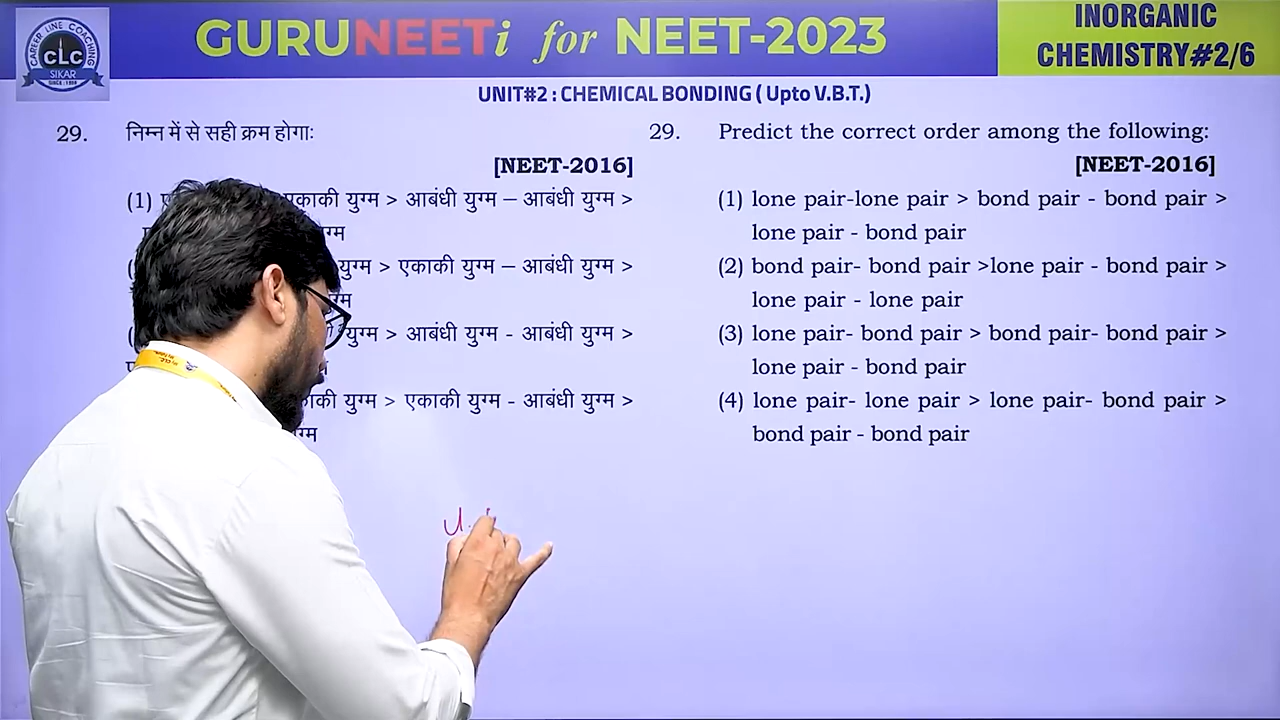 GURUNEETi for NEET-2023
INORGANIC
CHEMISTRY#2/6
CAREER LINE COACHING
CLC
SIKAR
SINCE : 1996
UNIT#2 : CHEMICAL BONDING ( Upto V.B.T.)
29. निम्न में से सही क्रम होगाः
[NEET-2016]
(1) एकाकी युग्म > आबंधी युग्म – आबंधी युग्म >
युग्म > एकाकी युग्म – आबंधी युग्म >
युग्म > आबंधी युग्म - आबंधी युग्म >
युग्म > एकाकी युग्म - आबंधी युग्म >
29. Predict the correct order among the following:
[NEET-2016]
(1) lone pair-lone pair > bond pair - bond pair >
lone pair - bond pair
(2) bond pair- bond pair >lone pair - bond pair >
lone pair - lone pair
(3) lone pair- bond pair > bond pair- bond pair >
lone pair - bond pair
(4) lone pair- lone pair > lone pair- bond pair >
bond pair - bond pair